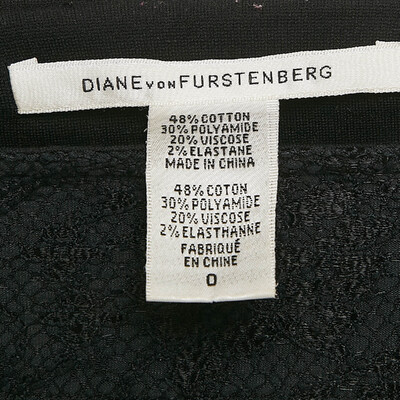 DIANE VON FURSTENBERG
48% COTTON
30% POLYAMIDE
20% VISCOSE
2% ELASTANE
MADE IN CHINA
48% COTON
30% POLYAMIDE
20% VISCOSE
2% ELASTHANNE
FABRIQUÉ
EN CHINE
0